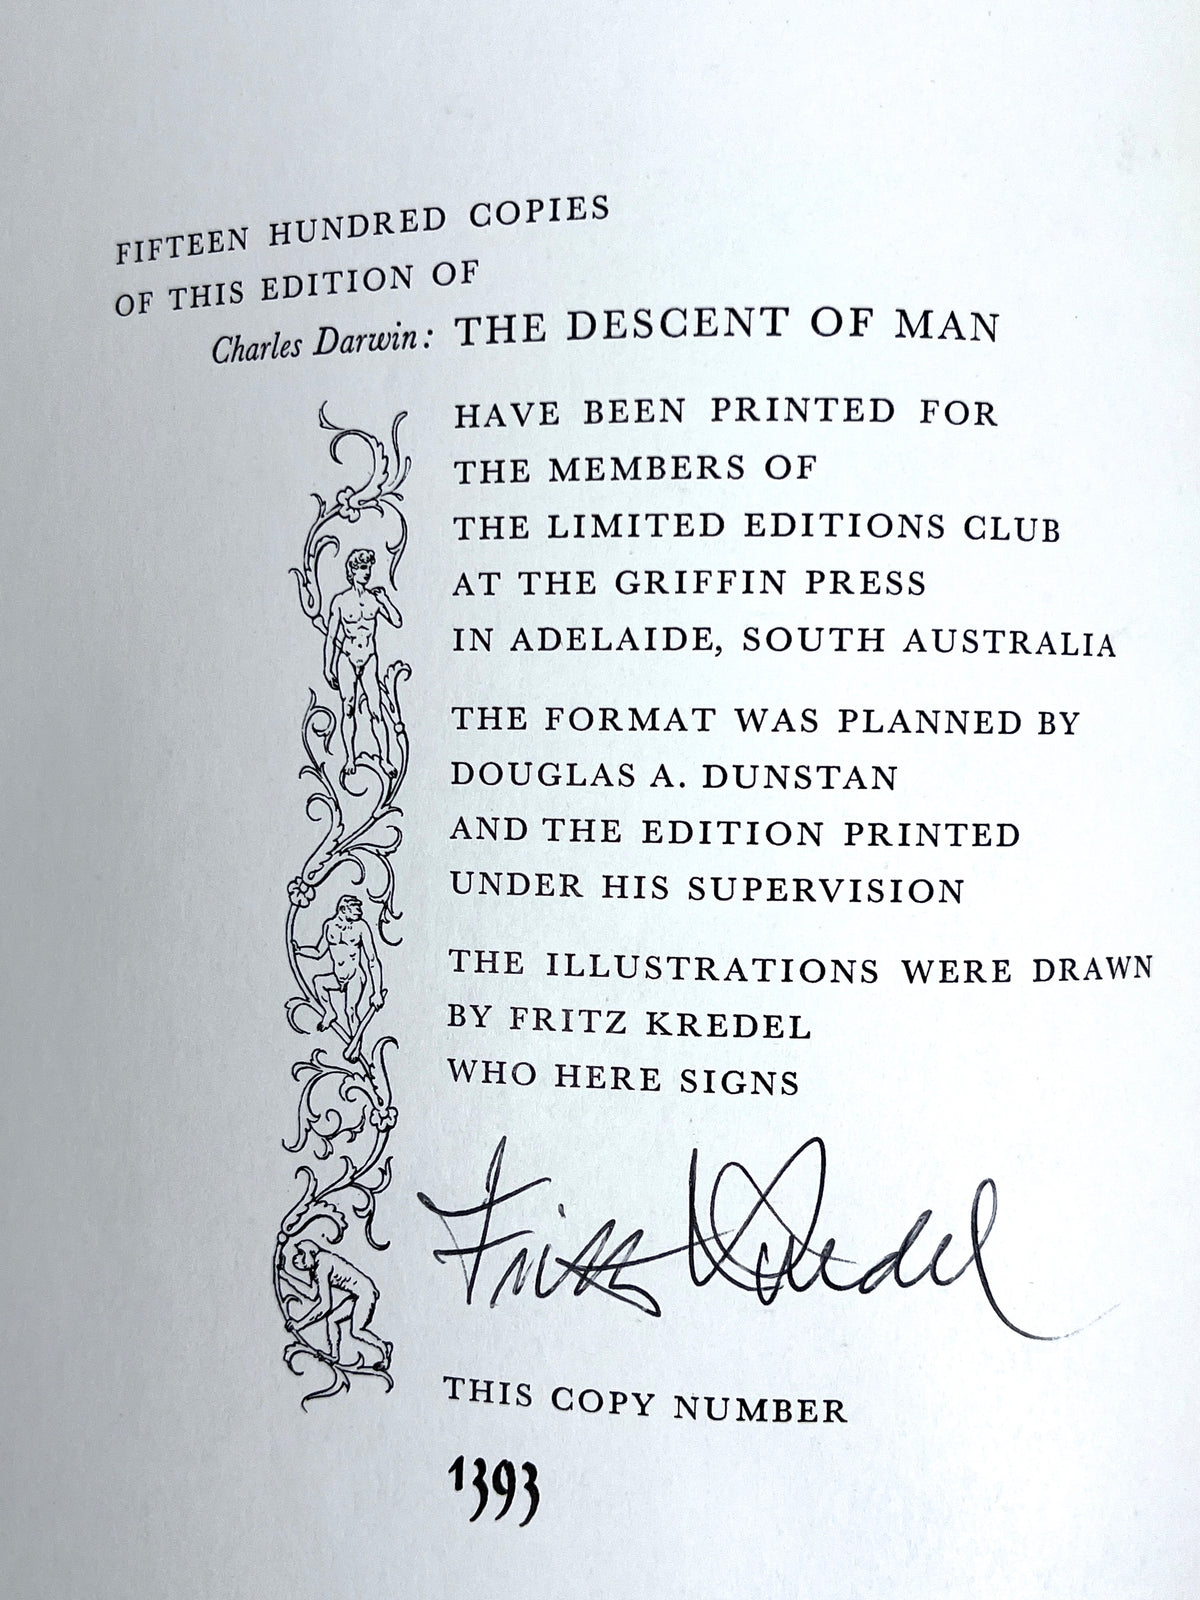 FIFTEEN HUNDRED COPIES
OF THIS EDITION OF
Charles Darwin: THE DESCENT OF MAN
HAVE BEEN PRINTED FOR
THE MEMBERS OF
THE LIMITED EDITIONS CLUB
AT THE GRIFFIN PRESS
IN ADELAIDE, SOUTH AUSTRALIA
THE FORMAT WAS PLANNED BY
DOUGLAS A. DUNSTAN
AND THE EDITION PRINTED
UNDER HIS SUPERVISION
THE ILLUSTRATIONS WERE DRAWN
BY FRITZ KREDEL
WHO HERE SIGNS
Fritz Kredel
THIS COPY NUMBER
1393